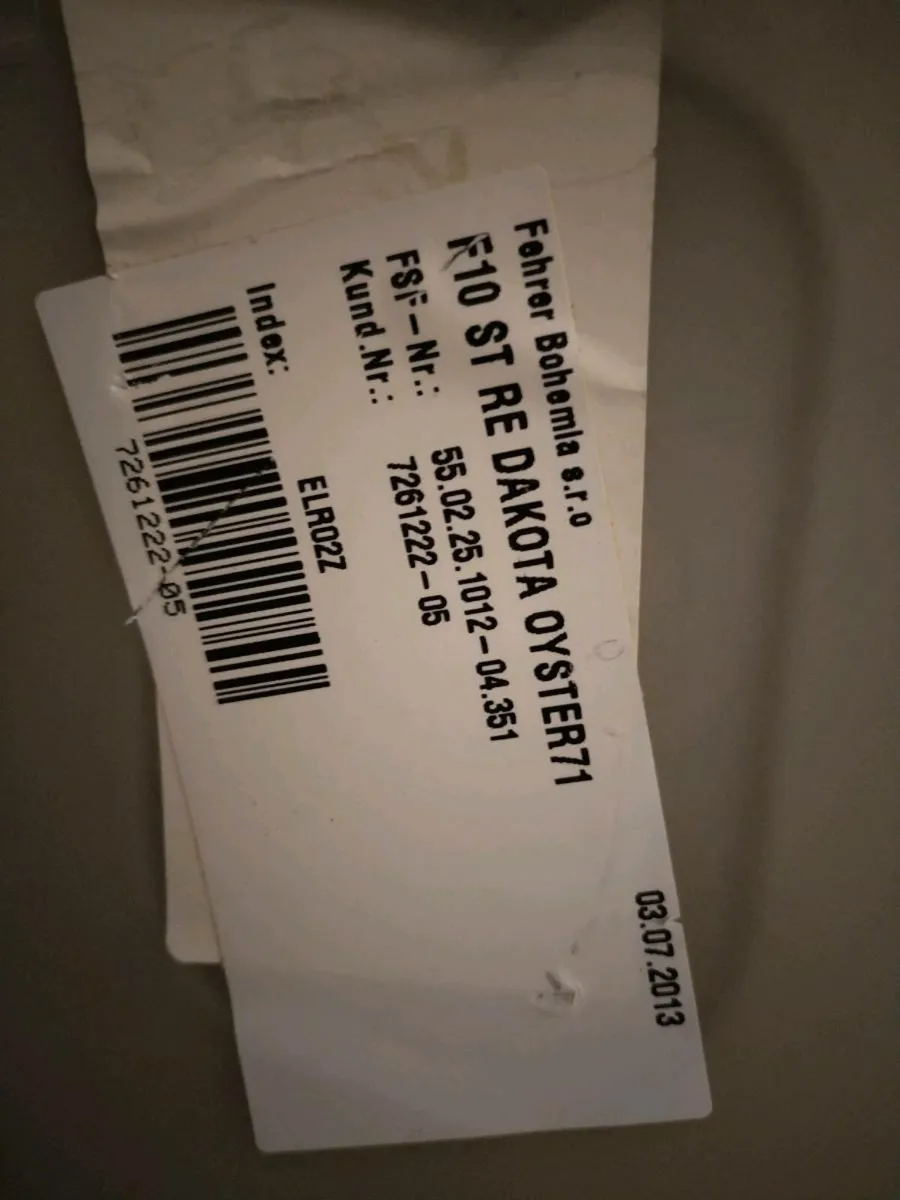 Fehrer Bohemia s.r.o
03.07.2013
F10 ST RE DAKOTA OYSTER71
FSF-Nr.: 55.02.25.1012-04.351
Kund.Nr.: 7261222-05
ELR02Z
Index:
7261222-05